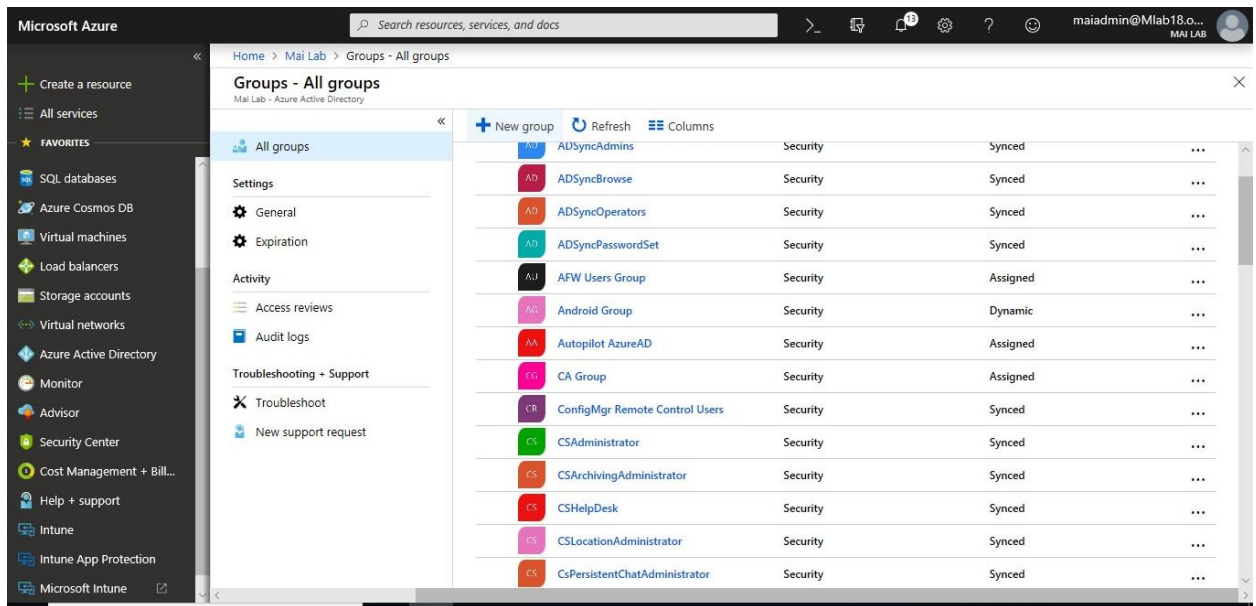 Microsoft Azure
Search resources, services, and docs
13
maiadmin@Mlab18.o...
MAI LAB
Create a resource
All services
FAVORITES
SQL databases
Azure Cosmos DB
Virtual machines
Load balancers
Storage accounts
Virtual networks
Azure Active Directory
Monitor
Advisor
Security Center
Cost Management + Bill...
Help + support
Intune
Intune App Protection
Microsoft Intune
Home > Mai Lab > Groups - All groups
Groups - All groups
Mai Lab - Azure Active Directory
All groups
Settings
General
Expiration
Activity
Access reviews
Audit logs
Troubleshooting + Support
Troubleshoot
New support request
New group Refresh Columns
AD ADSyncAdmins Security Synced
AD ADSyncBrowse Security Synced
AD ADSyncOperators Security Synced
AD ADSyncPasswordSet Security Synced
AU AFW Users Group Security Assigned
AG Android Group Security Dynamic
AA Autopilot AzureAD Security Assigned
CG CA Group Security Assigned
CR ConfigMgr Remote Control Users Security Synced
CS CSAdministrator Security Synced
CS CSArchivingAdministrator Security Synced
CS CSHelpDesk Security Synced
CS CSLocationAdministrator Security Synced
CS CsPersistentChatAdministrator Security Synced